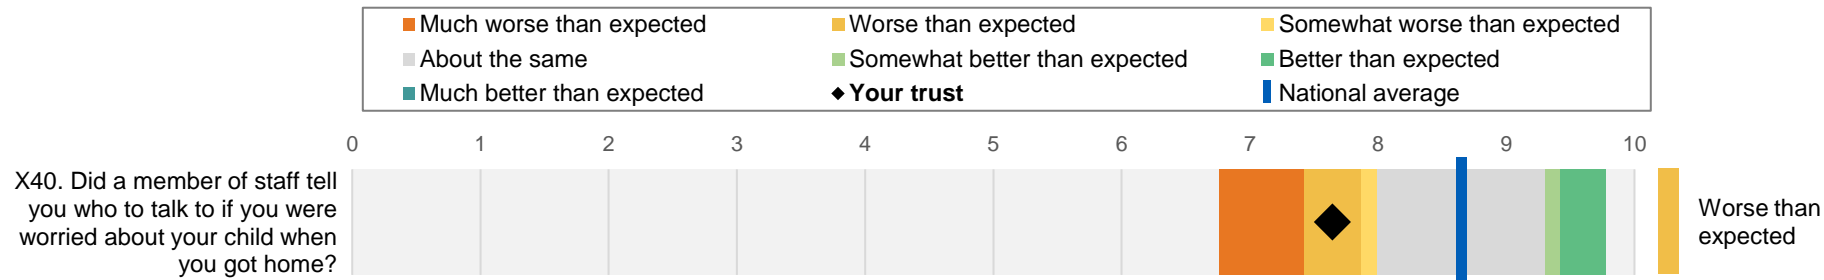 Much worse than expected
Worse than expected
Somewhat worse than expected
About the same
Somewhat better than expected
Better than expected
Much better than expected
Your trust
National average
0 1 2 3 4 5 6 7 8 9 10
X40. Did a member of staff tell
you who to talk to if you were
worried about your child when
you got home?
Worse than
expected